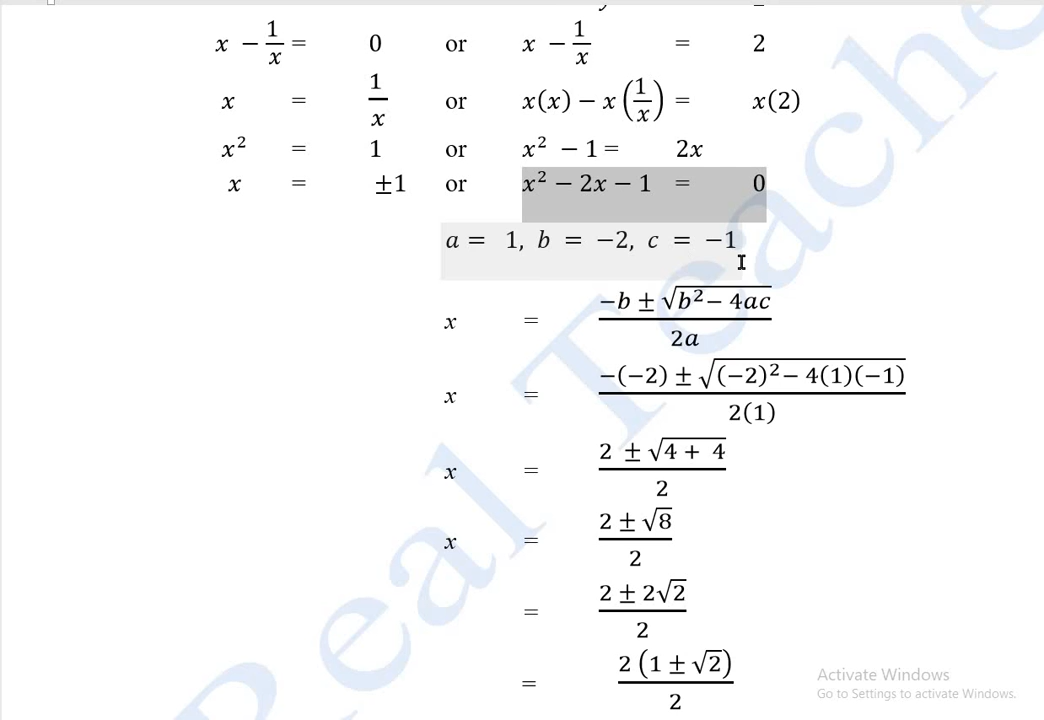 x − 1/x = 0 or x − 1/x = 2
x = 1/x or x(x) − x(1/x) = x(2)
x² = 1 or x² − 1 = 2x
x = ±1 or x² − 2x − 1 = 0
a = 1, b = −2, c = −1
x = (−b ± √(b² − 4ac))/2a
x = (−(−2) ± √((−2)² − 4(1)(−1)))/2(1)
x = (2 ± √(4 + 4))/2
x = (2 ± √8)/2
= (2 ± 2√2)/2
= 2(1 ± √2)/2
Real Teache
Activate Windows
Go to Settings to activate Windows.